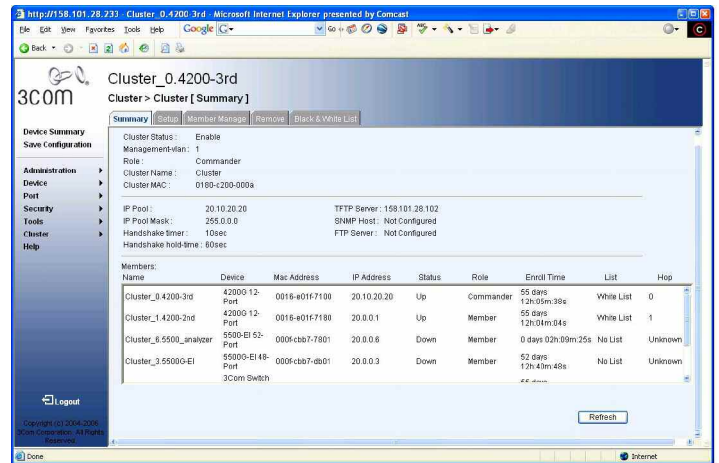 http://158.101.28.233 - Cluster_0.4200-3rd - Microsoft Internet Explorer presented by Comcast
File Edit View Favorites Tools Help Google G Go
Back
3COM
Cluster_0.4200-3rd
Cluster > Cluster [ Summary ]
Summary Setup Member Manage Remove Black & White List
Device Summary
Save Configuration
Administration
Device
Port
Security
Tools
Cluster
Help
Cluster Status : Enable
Management-vlan : 1
Role : Commander
Cluster Name : Cluster
Cluster MAC : 0180-c200-000a
IP Pool : 20.10.20.20 TFTP Server : 158.101.28.102
IP Pool Mask : 255.0.0.0 SNMP Host : Not Configured
Handshake timer : 10sec FTP Server : Not Configured
Handshake hold-time : 60sec
Members:
Name Device Mac Address IP Address Status Role Enroll Time List Hop
Cluster_0.4200-3rd 4200G 12-Port 0016-e01f-7100 20.10.20.20 Up Commander 55 days 12h:05m:38s White List 0
Cluster_1.4200-2nd 4200G 12-Port 0016-e01f-7180 20.0.0.1 Up Member 55 days 12h:04m:04s White List 1
Cluster_6.5500_analyzer 5500-EI 52-Port 000f-cbb7-7801 20.0.0.6 Down Member 0 days 02h:09m:25s No List Unknown
Cluster_3.5500G-EI 5500G-EI 48-Port 000f-cbb7-db01 20.0.0.3 Down Member 52 days 12h:40m:48s No List Unknown
3Com Switch
Refresh
Logout
Copyright (c) 2004-2006
3Com Corporation. All Rights
Reserved.
Done Internet